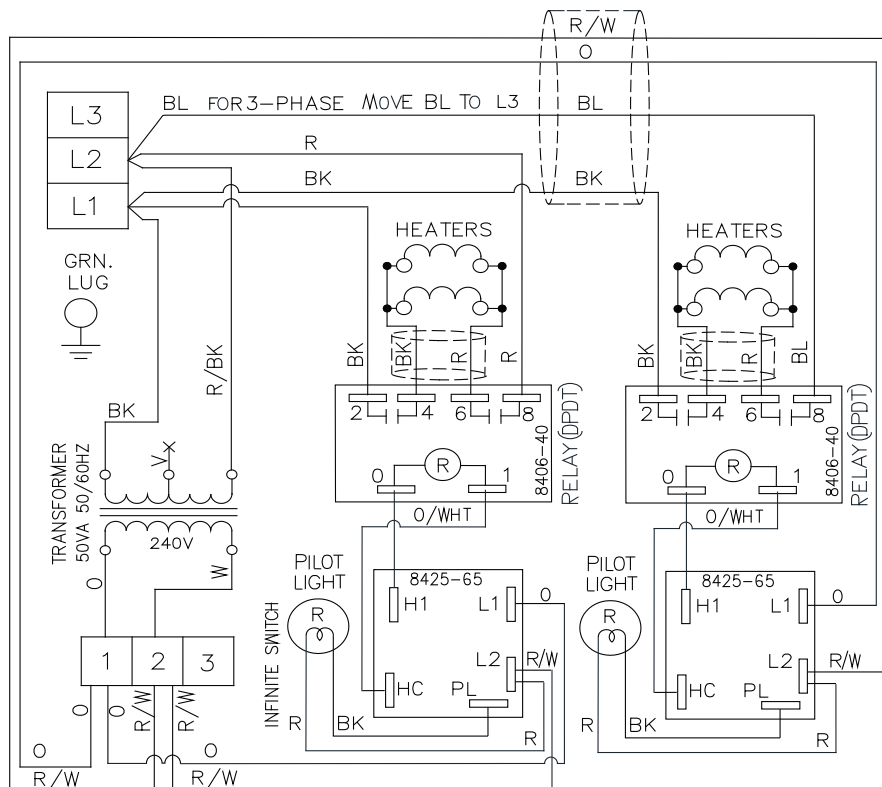 R/W
O
BL FOR 3-PHASE MOVE BL TO L3 BL
L3
L2
L1
R
BK BK
GRN.
LUG
HEATERS
HEATERS
BK
BK
R
R
BK
BK
R
BL
R/BK
BK
V
2 4 6 8
8406-40
RELAY(DPDT)
2 4 6 8
8406-40
RELAY(DPDT)
0 R 1
0 R 1
O/WHT
O/WHT
TRANSFORMER
50VA 50/60HZ
240V
O
W
PILOT
LIGHT
R
8425-65
H1 L1
L2
HC PL
O
R/W
INFINITE SWITCH
R BK R
PILOT
LIGHT
R
8425-65
H1 L1
L2
HC PL
O
R/W
R BK R
1 2 3
O
O
R/W
R/W
O O
R/W R/W